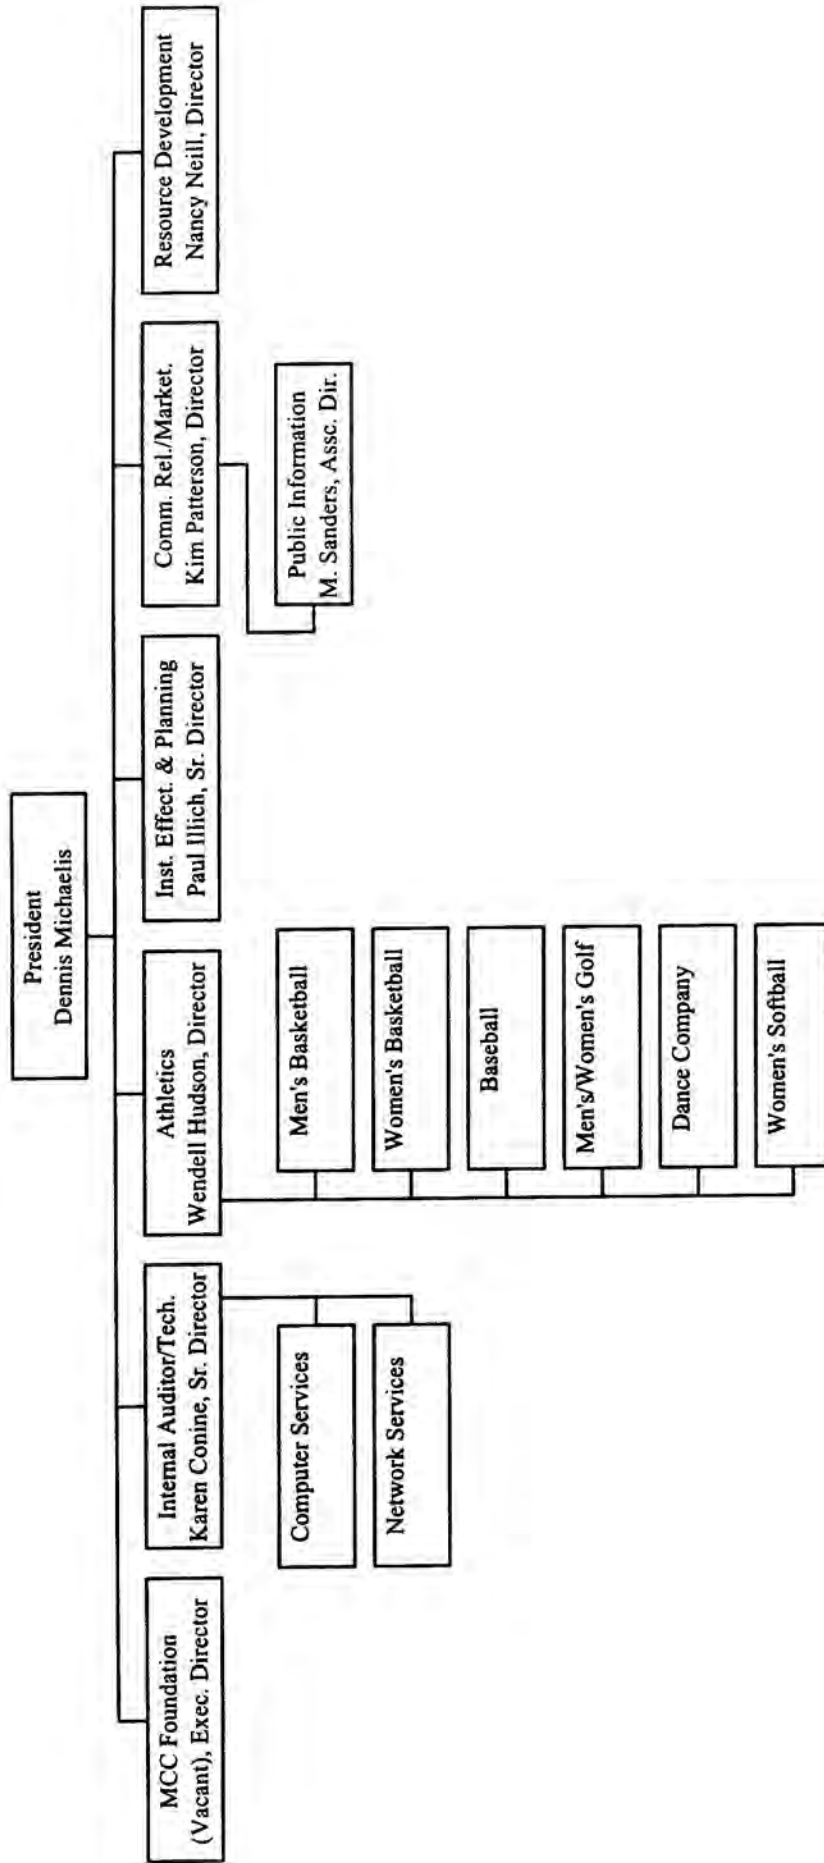 President
Dennis Michaelis
MCC Foundation
(Vacant), Exec. Director
Internal Auditor/Tech.
Karen Conine, Sr. Director
Athletics
Wendell Hudson, Director
Inst. Effect. & Planning
Paul Illich, Sr. Director
Comm. Rel./Market.
Kim Patterson, Director
Resource Development
Nancy Neill, Director
Computer Services
Network Services
Men's Basketball
Women's Basketball
Baseball
Men's/Women's Golf
Dance Company
Women's Softball
Public Information
M. Sanders, Assc. Dir.